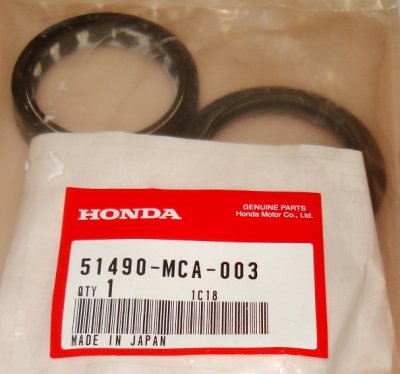 HONDA
GENUINE PARTS
Honda Motor Co., Ltd.
51490-MCA-003
QTY 1 1C18
MADE IN JAPAN